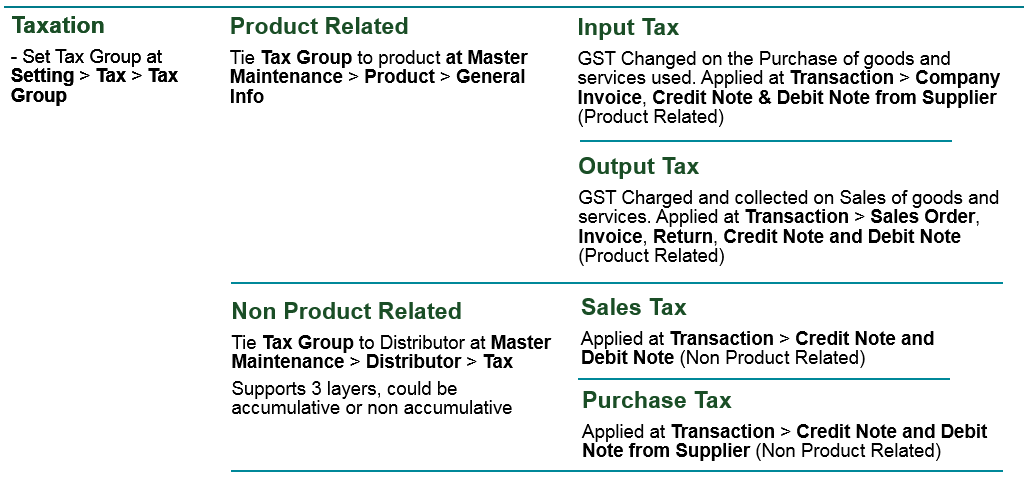 Taxation
- Set Tax Group at
Setting > Tax > Tax
Group
Product Related
Tie Tax Group to product at Master
Maintenance > Product > General
Info
Input Tax
GST Changed on the Purchase of goods and
services used. Applied at Transaction > Company
Invoice, Credit Note & Debit Note from Supplier
(Product Related)
Output Tax
GST Charged and collected on Sales of goods and
services. Applied at Transaction > Sales Order,
Invoice, Return, Credit Note and Debit Note
(Product Related)
Non Product Related
Tie Tax Group to Distributor at Master
Maintenance > Distributor > Tax
Supports 3 layers, could be
accumulative or non accumulative
Sales Tax
Applied at Transaction > Credit Note and
Debit Note (Non Product Related)
Purchase Tax
Applied at Transaction > Credit Note and Debit
Note from Supplier (Non Product Related)